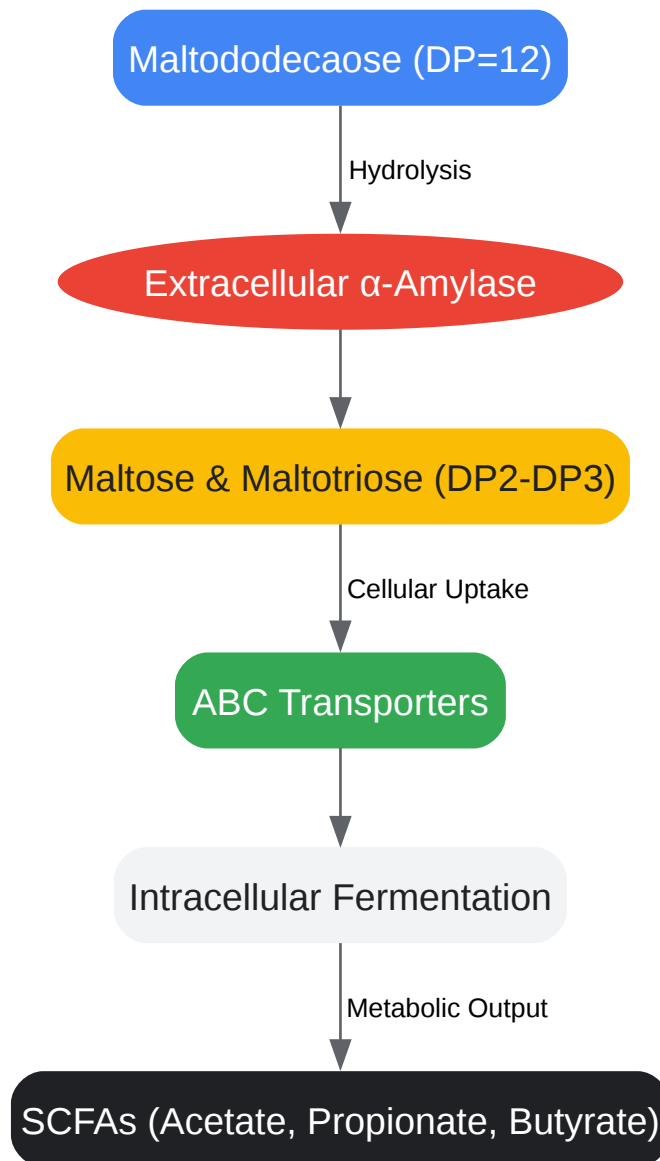 Maltododecaose (DP=12)
Hydrolysis
Extracellular α-Amylase
Maltose & Maltotriose (DP2-DP3)
Cellular Uptake
ABC Transporters
Intracellular Fermentation
Metabolic Output
SCFAs (Acetate, Propionate, Butyrate)